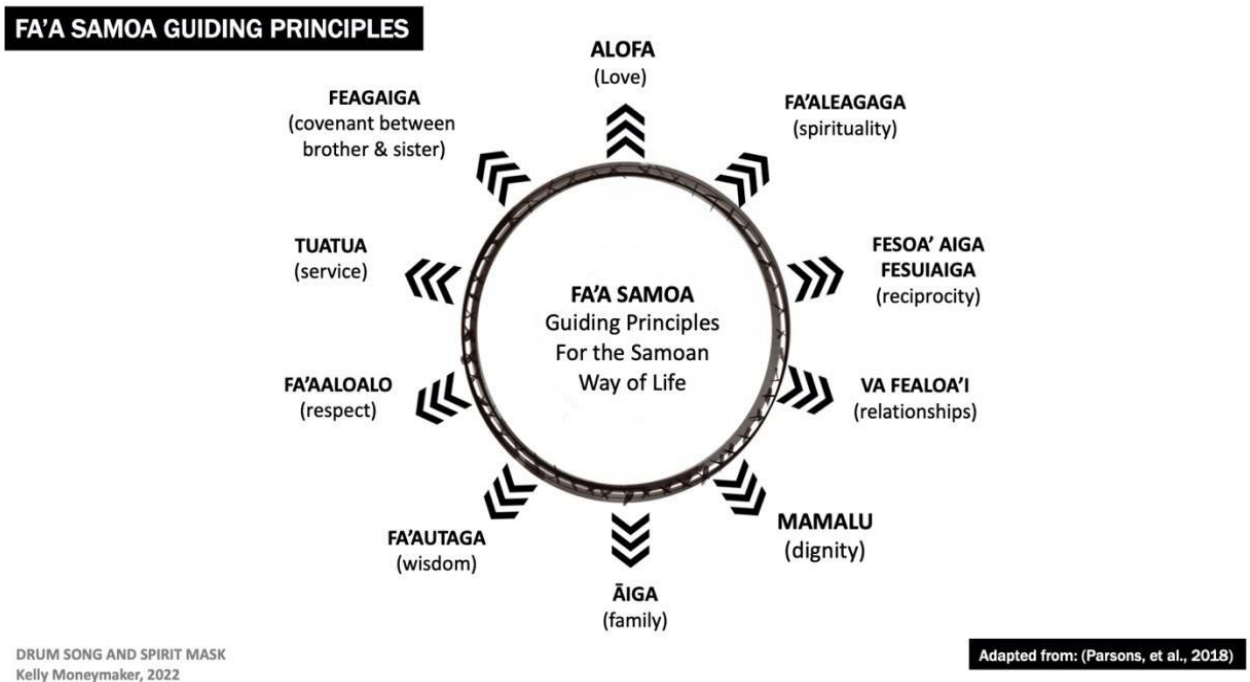 FA'A SAMOA GUIDING PRINCIPLES
ALOFA
(Love)
FA'ALEAGAGA
(spirituality)
FESOA' AIGA
FESUIAIGA
(reciprocity)
VA FEALOA'I
(relationships)
MAMALU
(dignity)
ĀIGA
(family)
FA'AUTAGA
(wisdom)
FA'AALOALO
(respect)
TUATUA
(service)
FEAGAIGA
(covenant between
brother & sister)
FA'A SAMOA
Guiding Principles
For the Samoan
Way of Life
DRUM SONG AND SPIRIT MASK
Kelly Moneymaker, 2022
Adapted from: (Parsons, et al., 2018)